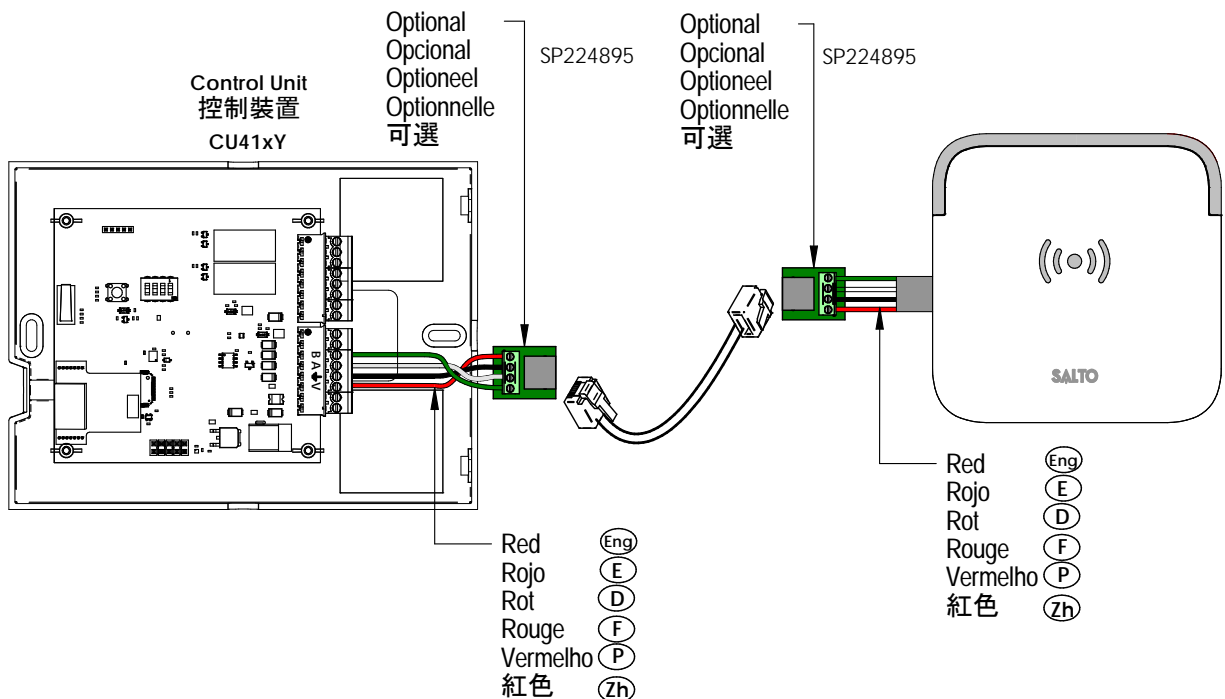 Optional
Opcional
Optioneel
Optionnelle
可選
SP224895
Optional
Opcional
Optioneel
Optionnelle
可選
SP224895
Control Unit
控制裝置
CU41xY
B A V
SALTO
Red Eng
Rojo E
Rot D
Rouge F
Vermelho P
紅色 Zh
Red Eng
Rojo E
Rot D
Rouge F
Vermelho P
紅色 Zh